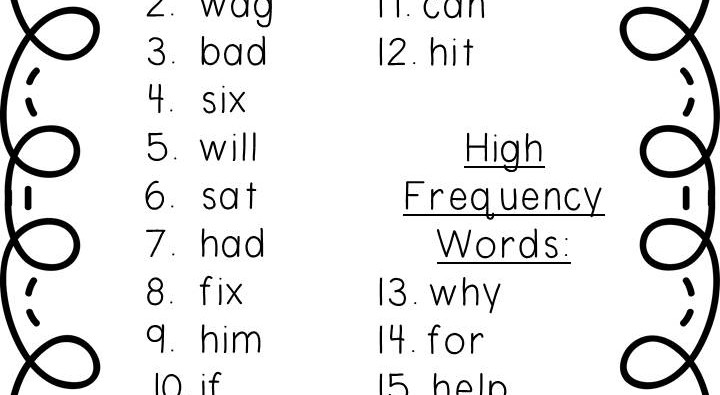 2. wag
3. bad
4. six
5. will
6. sat
7. had
8. fix
9. him
10. if
11. can
12. hit
High
Frequency
Words:
13. why
14. for
15. help